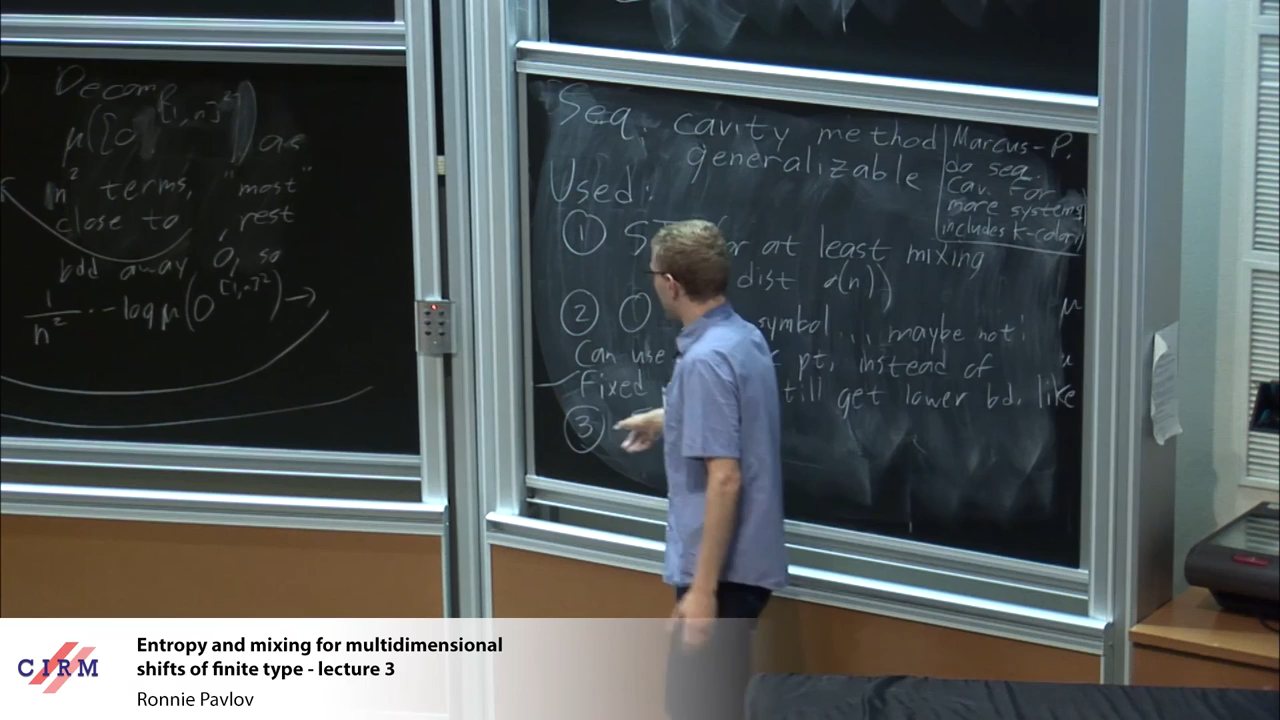 Decomp
μ([0^{[1,n]^2}]) as
n^2 terms, "most"
close to , rest
bdd away 0, so
1/n^2 · -log μ(0^{[1,n]^2}) →
Seq. cavity method
generalizable
Marcus-P.
do seq.
cav. for
more systems
includes K-color
Used:
① or at least mixing
dist o(n))
② 0 symbol... maybe not!
Can use pt. instead of
Fixed till get lower bd. like
③
μ
CIRM
Entropy and mixing for multidimensional
shifts of finite type - lecture 3
Ronnie Pavlov